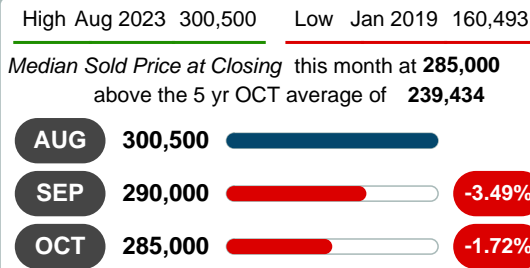 High Aug 2023 300,500 Low Jan 2019 160,493
Median Sold Price at Closing this month at 285,000
above the 5 yr OCT average of 239,434
AUG 300,500
SEP 290,000 -3.49%
OCT 285,000 -1.72%